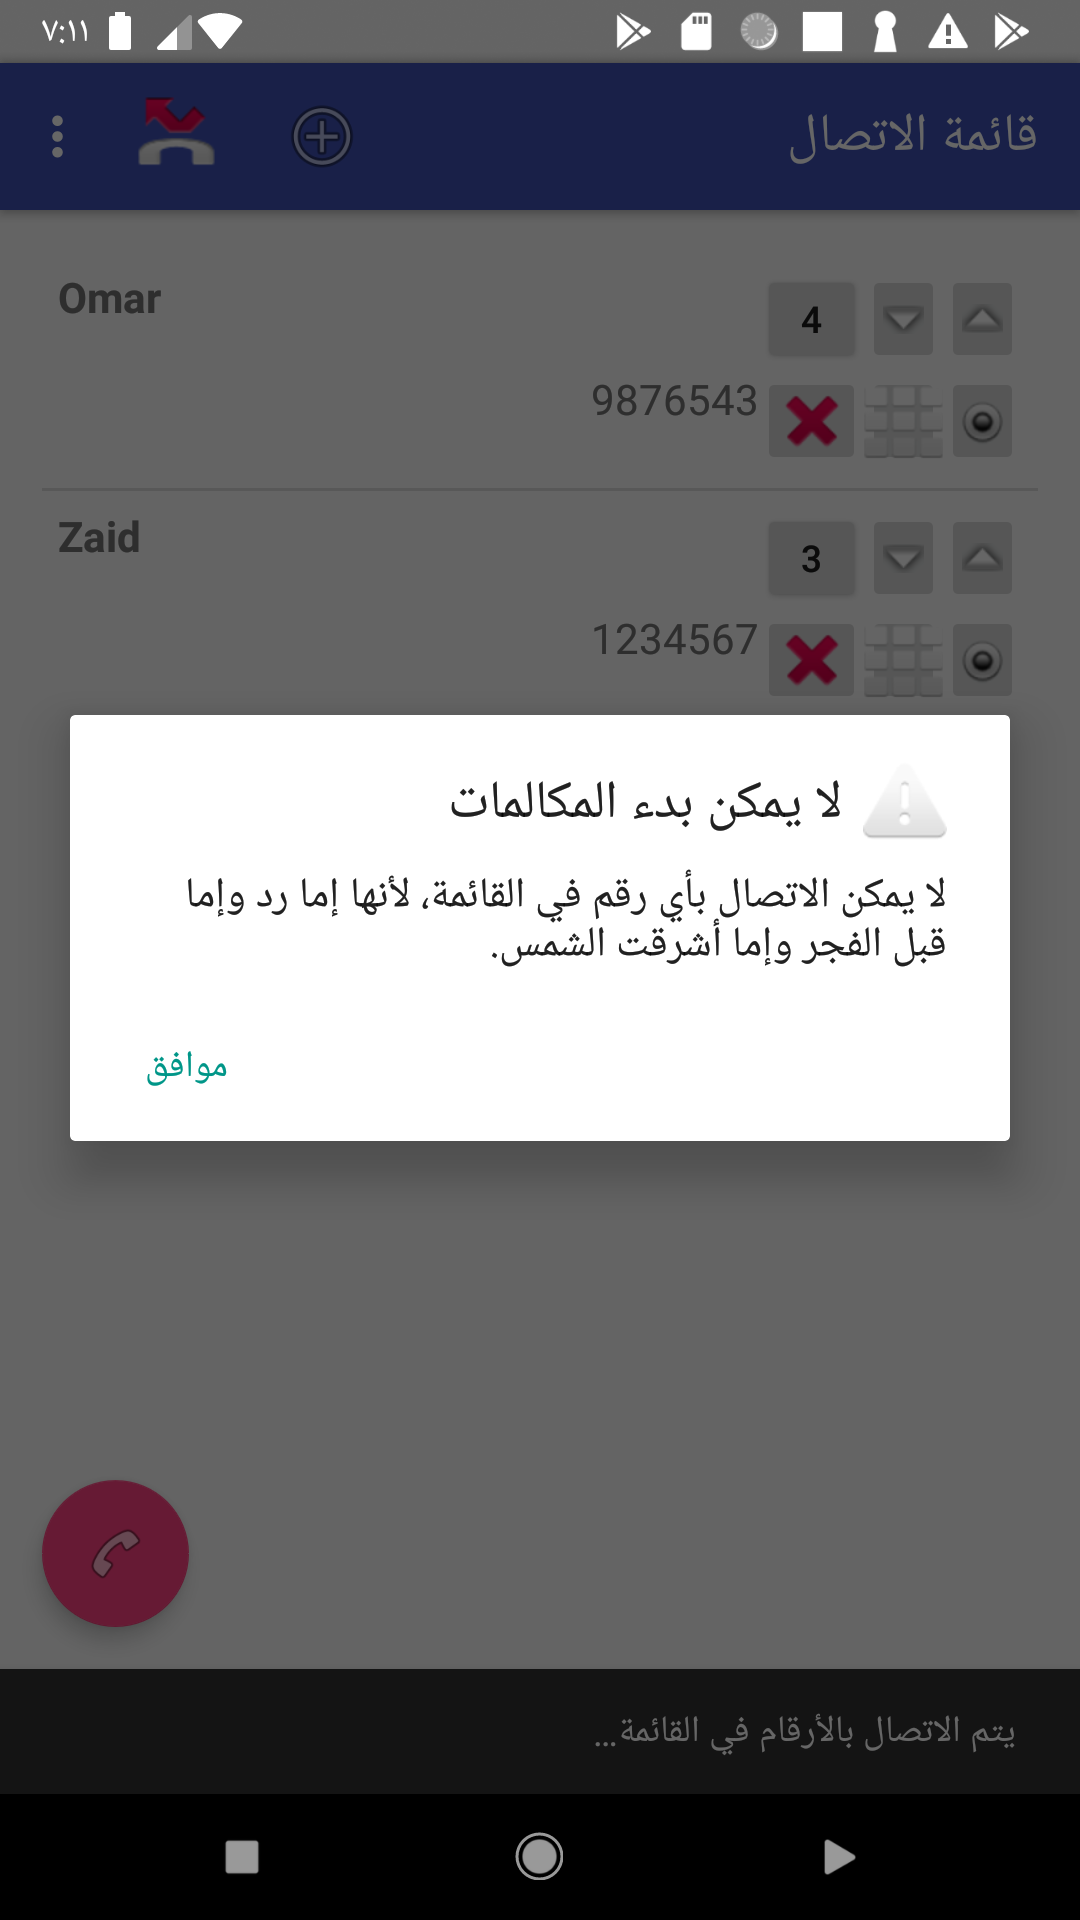 ٧:١١
قائمة الاتصال
Omar
4
9876543
Zaid
3
1234567
لا يمكن بدء المكالمات
لا يمكن الاتصال بأي رقم في القائمة، لأنها إما رد وإما
قبل الفجر وإما أشرقت الشمس.
موافق
يتم الاتصال بالأرقام في القائمة...